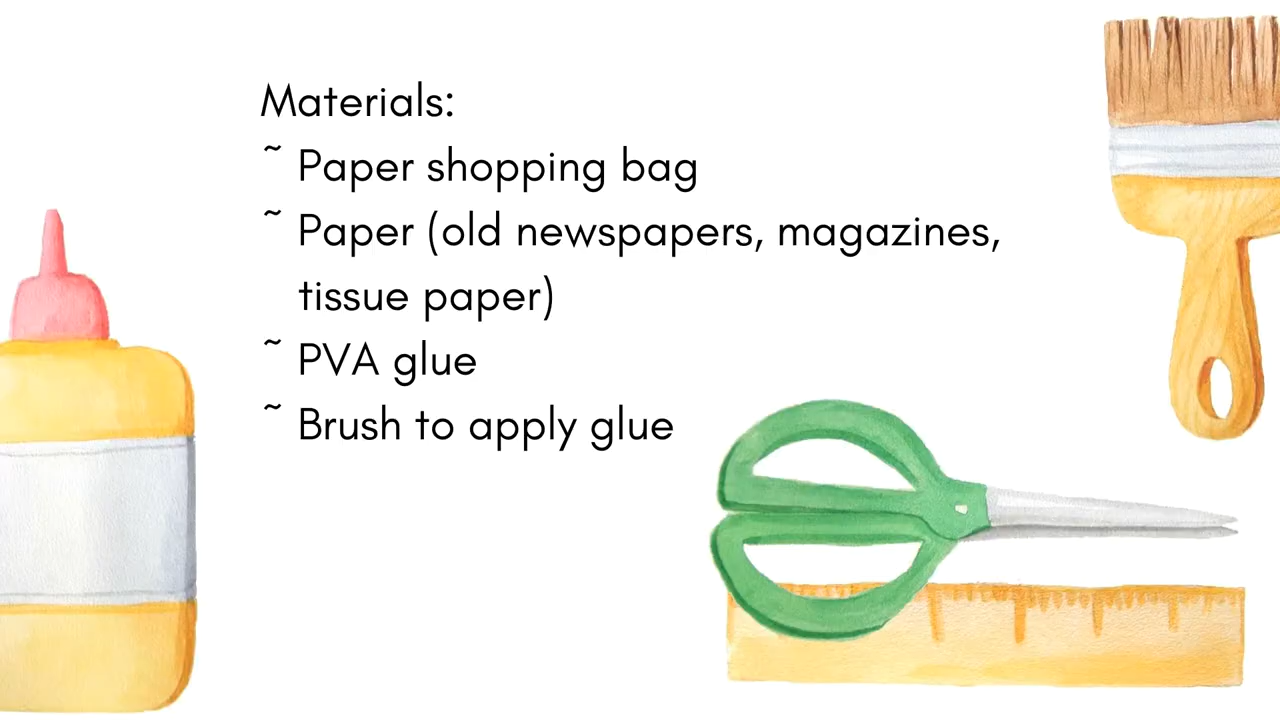 Materials:
~ Paper shopping bag
~ Paper (old newspapers, magazines,
tissue paper)
~ PVA glue
~ Brush to apply glue